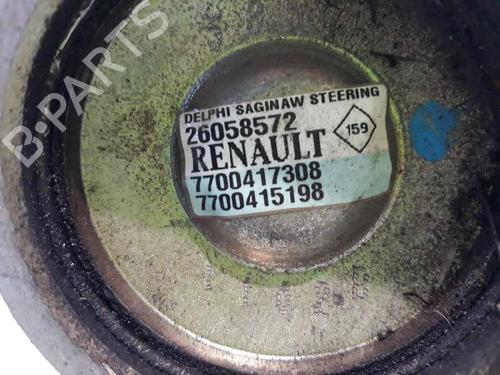 B-PARTS
DELPHI SAGINAW STEERING
26058572
RENAULT
159
7700417308
7700415198